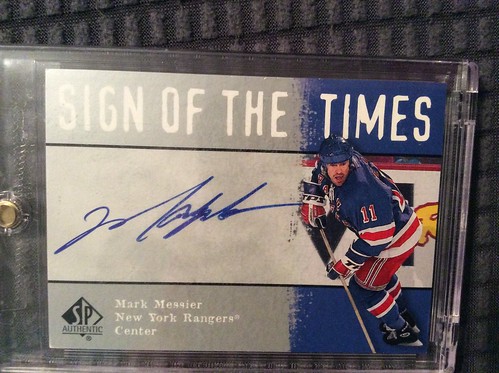 SIGN OF THE TIMES
11
SP
AUTHENTIC
Mark Messier
New York Rangers®
Center